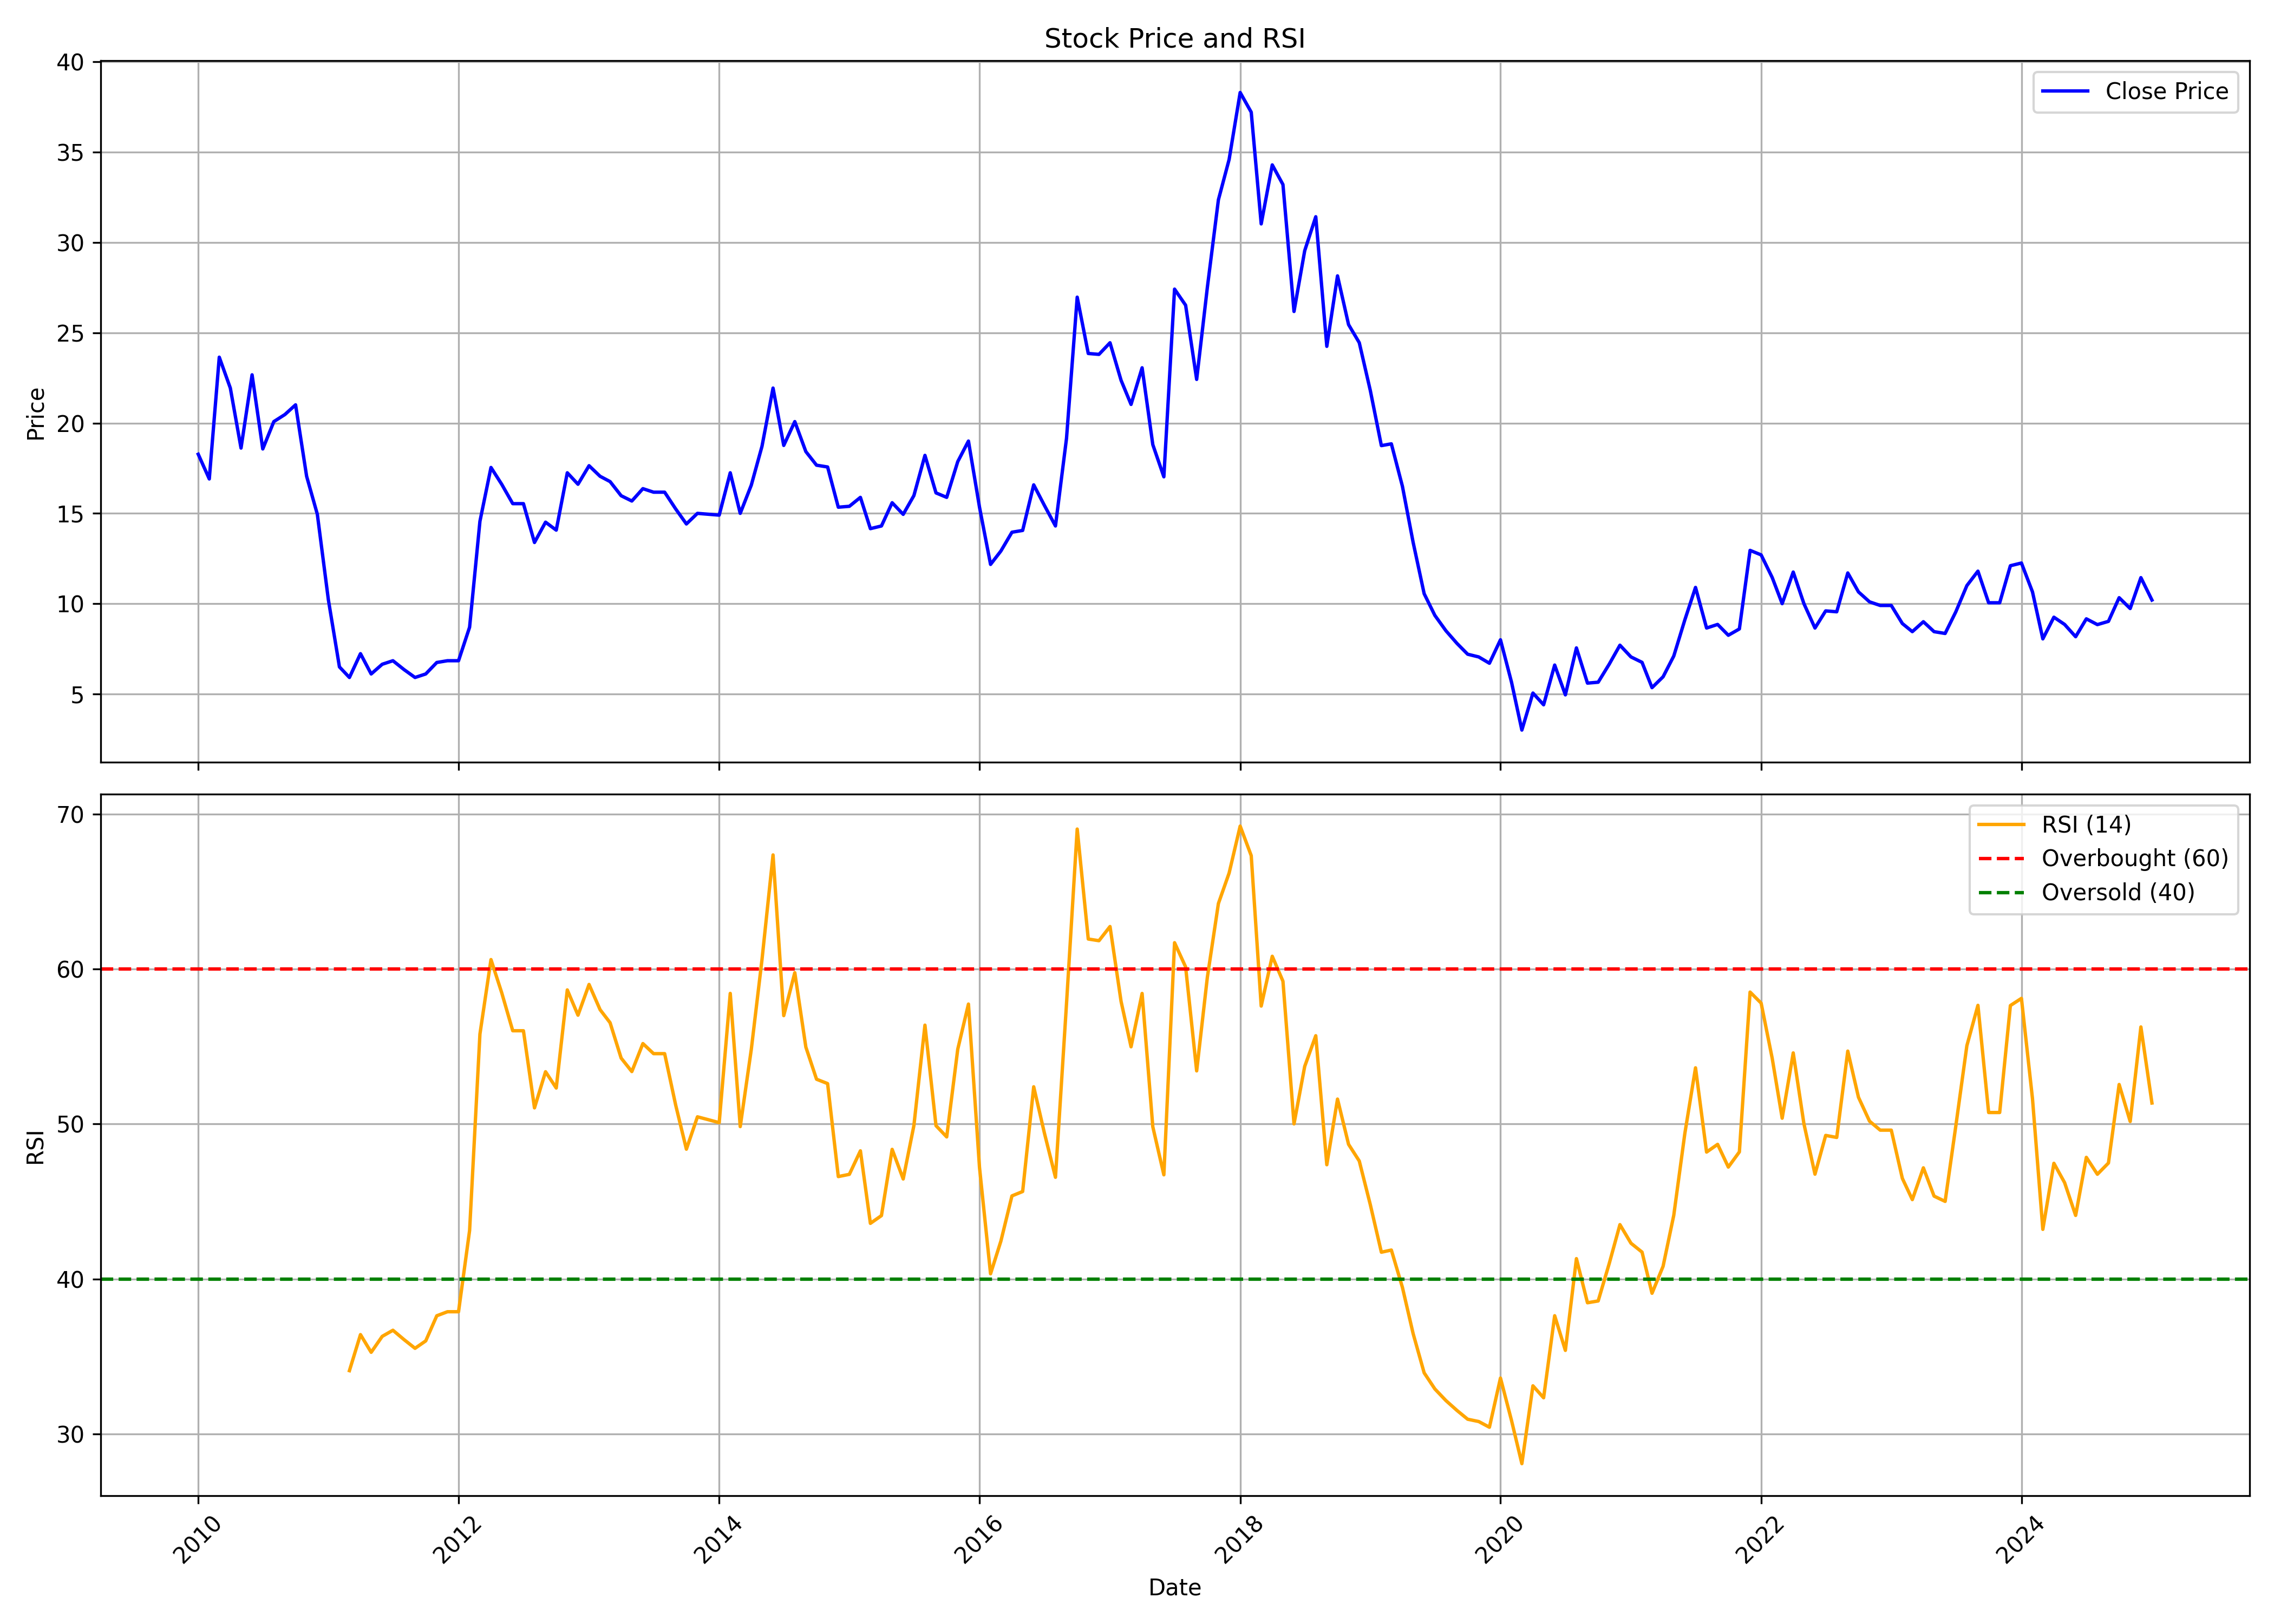 Stock Price and RSI
40
35
30
25
20
15
10
5
Price
Close Price
70
60
50
40
30
RSI
RSI (14)
Overbought (60)
Oversold (40)
2010
2012
2014
2016
2018
2020
2022
2024
Date